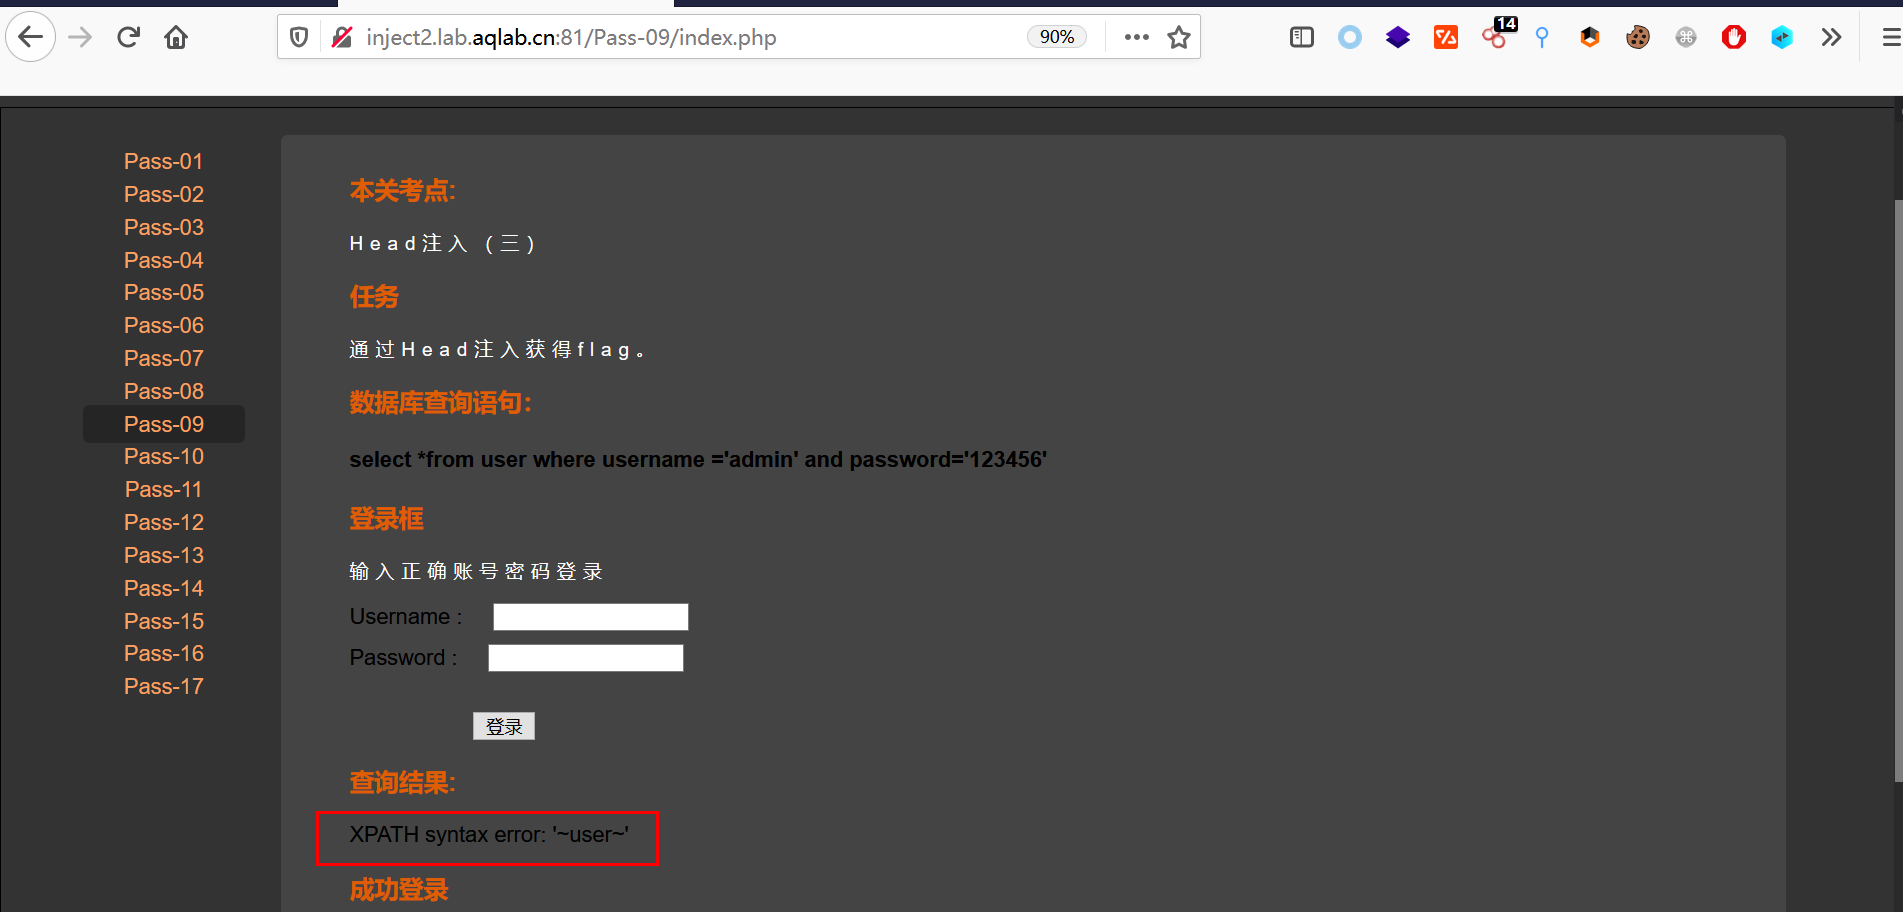 inject2.lab.aqlab.cn:81/Pass-09/index.php
90%
14
Pass-01
Pass-02
Pass-03
Pass-04
Pass-05
Pass-06
Pass-07
Pass-08
Pass-09
Pass-10
Pass-11
Pass-12
Pass-13
Pass-14
Pass-15
Pass-16
Pass-17
本关考点:
Head注入 (三)
任务
通过Head注入获得flag。
数据库查询语句:
select *from user where username ='admin' and password='123456'
登录框
输入正确账号密码登录
Username :
Password :
登录
查询结果:
XPATH syntax error: '~user~'
成功登录